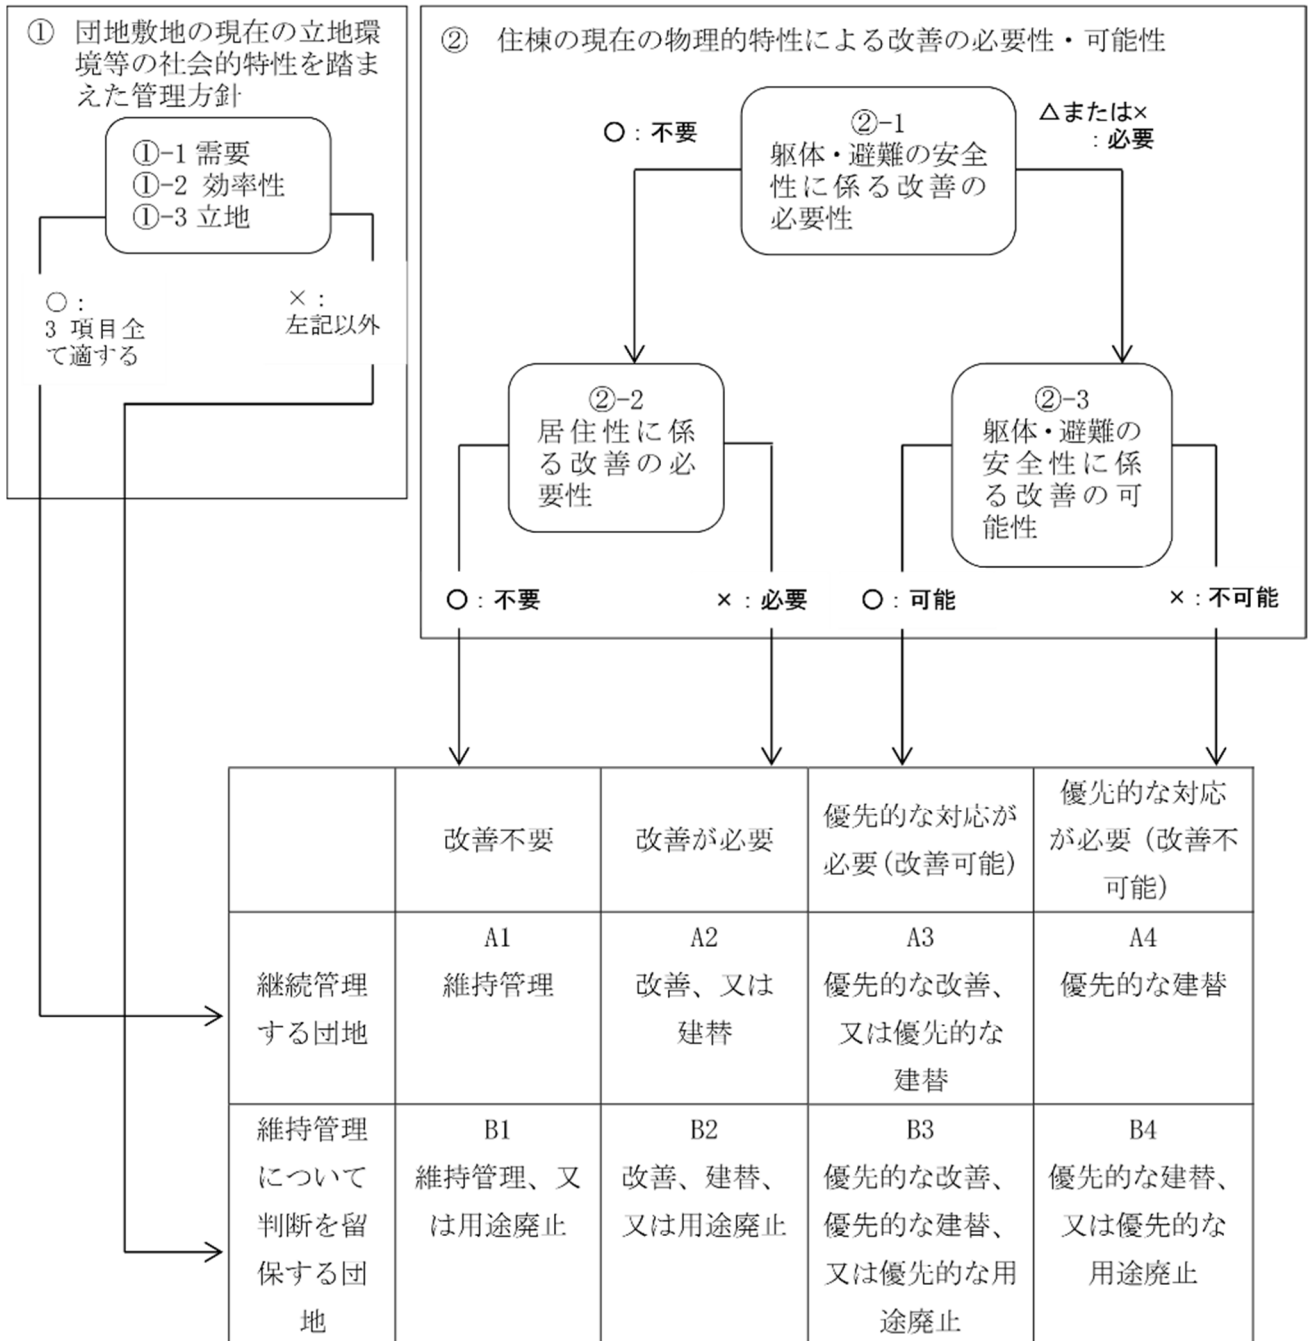 ① 団地敷地の現在の立地環
境等の社会的特性を踏ま
えた管理方針
①-1 需要
①-2 効率性
①-3 立地
○：
3 項目全
て適する
×：
左記以外
② 住棟の現在の物理的特性による改善の必要性・可能性
②-1
躯体・避難の安全
性に係る改善の
必要性
○：不要
△または×
：必要
②-2
居住性に係
る改善の必
要性
②-3
躯体・避難の
安全性に係
る改善の可
能性
○：不要
×：必要
○：可能
×：不可能
改善不要
改善が必要
優先的な対応が
必要(改善可能)
優先的な対応
が必要（改善不
可能）
継続管理
する団地
A1
維持管理
A2
改善、又は
建替
A3
優先的な改善、
又は優先的な
建替
A4
優先的な建替
維持管理
について
判断を留
保する団
地
B1
維持管理、又
は用途廃止
B2
改善、建替、
又は用途廃止
B3
優先的な改善、
優先的な建替、
又は優先的な用
途廃止
B4
優先的な建替、
又は優先的な
用途廃止